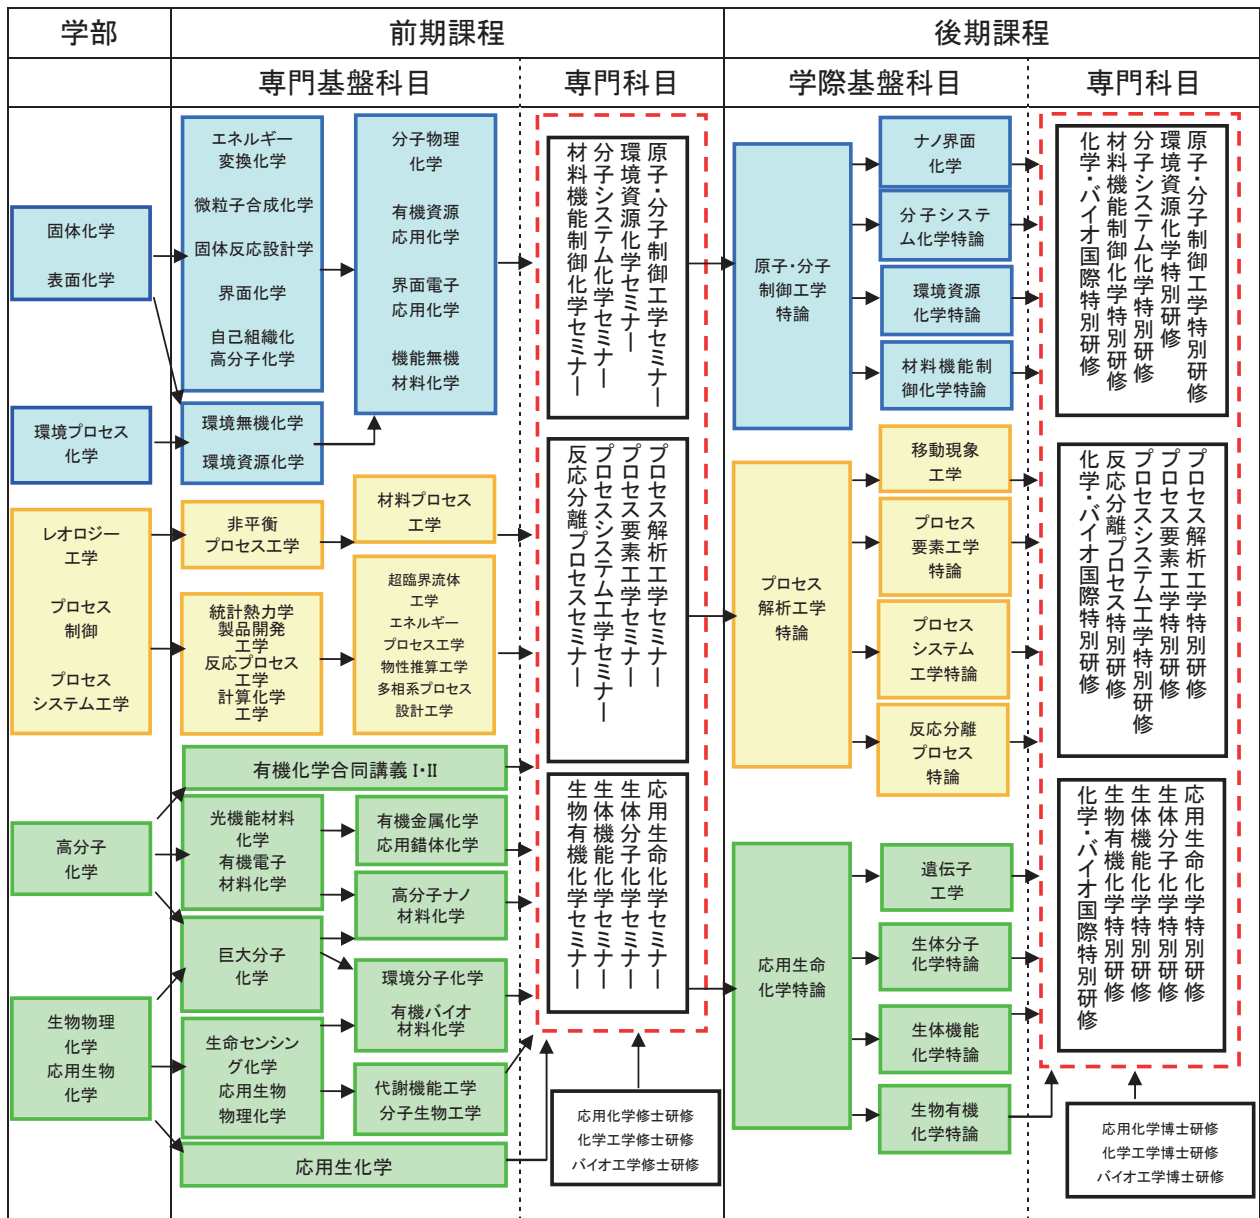 学部
前期課程
後期課程
専門基盤科目
専門科目
学際基盤科目
専門科目
固体化学
表面化学
環境プロセス
化学
レオロジー
工学
プロセス
制御
プロセス
システム工学
高分子
化学
生物物理
化学
応用生物
化学
エネルギー
変換化学
微粒子合成化学
固体反応設計学
界面化学
自己組織化
高分子化学
環境無機化学
環境資源化学
非平衡
プロセス工学
統計熱力学
製品開発
工学
反応プロセス
工学
計算化学
工学
有機化学合同講義 I・II
光機能材料
化学
有機電子
材料化学
巨大分子
化学
生命センシン
グ化学
応用生物
物理化学
応用生化学
分子物理
化学
有機資源
応用化学
界面電子
応用化学
機能無機
材料化学
材料プロセス
工学
超臨界流体
工学
エネルギー
プロセス工学
物性推算工学
多相系プロセス
設計工学
有機金属化学
応用錯体化学
高分子ナノ
材料化学
環境分子化学
有機バイオ
材料化学
代謝機能工学
分子生物工学
原子・分子制御工学セミナー
環境資源化学セミナー
分子システム化学セミナー
材料機能制御化学セミナー
プロセス解析工学セミナー
プロセス要素工学セミナー
プロセスシステム工学セミナー
反応分離プロセスセミナー
応用生命化学セミナー
生体分子化学セミナー
生体機能化学セミナー
生物有機化学セミナー
応用化学修士研修
化学工学修士研修
バイオ工学修士研修
原子・分子
制御工学
特論
プロセス
解析工学
特論
応用生命
化学特論
ナノ界面
化学
分子システ
ム化学特論
環境資源
化学特論
材料機能制
御化学特論
移動現象
工学
プロセス
要素工学
特論
プロセス
システム
工学特論
反応分離
プロセス
特論
遺伝子
工学
生体分子
化学特論
生体機能
化学特論
生物有機
化学特論
原子・分子制御工学特別研修
環境資源化学特別研修
分子システム化学特別研修
材料機能制御化学特別研修
化学・バイオ国際特別研修
プロセス解析工学特別研修
プロセス要素工学特別研修
プロセスシステム工学特別研修
反応分離プロセス特別研修
化学・バイオ国際特別研修
応用生命化学特別研修
生体分子化学特別研修
生体機能化学特別研修
生物有機化学特別研修
化学・バイオ国際特別研修
応用化学博士研修
化学工学博士研修
バイオ工学博士研修